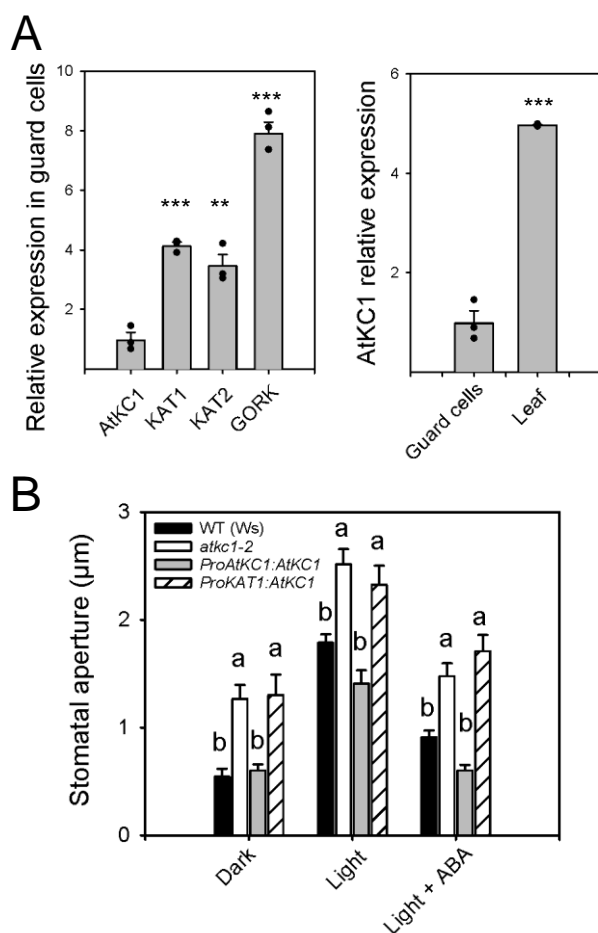 A
Relative expression in guard cells
10
8
6
4
2
***
**
***
AtKC1
KAT1
KAT2
GORK
AtKC1 relative expression
6
4
2
***
Guard cells
Leaf
B
Stomatal aperture (µm)
3
2
1
0
WT (Ws)
atkc1-2
ProAtKC1:AtKC1
ProKAT1:AtKC1
b a b a
b a b a
b a b a
Dark
Light
Light + ABA